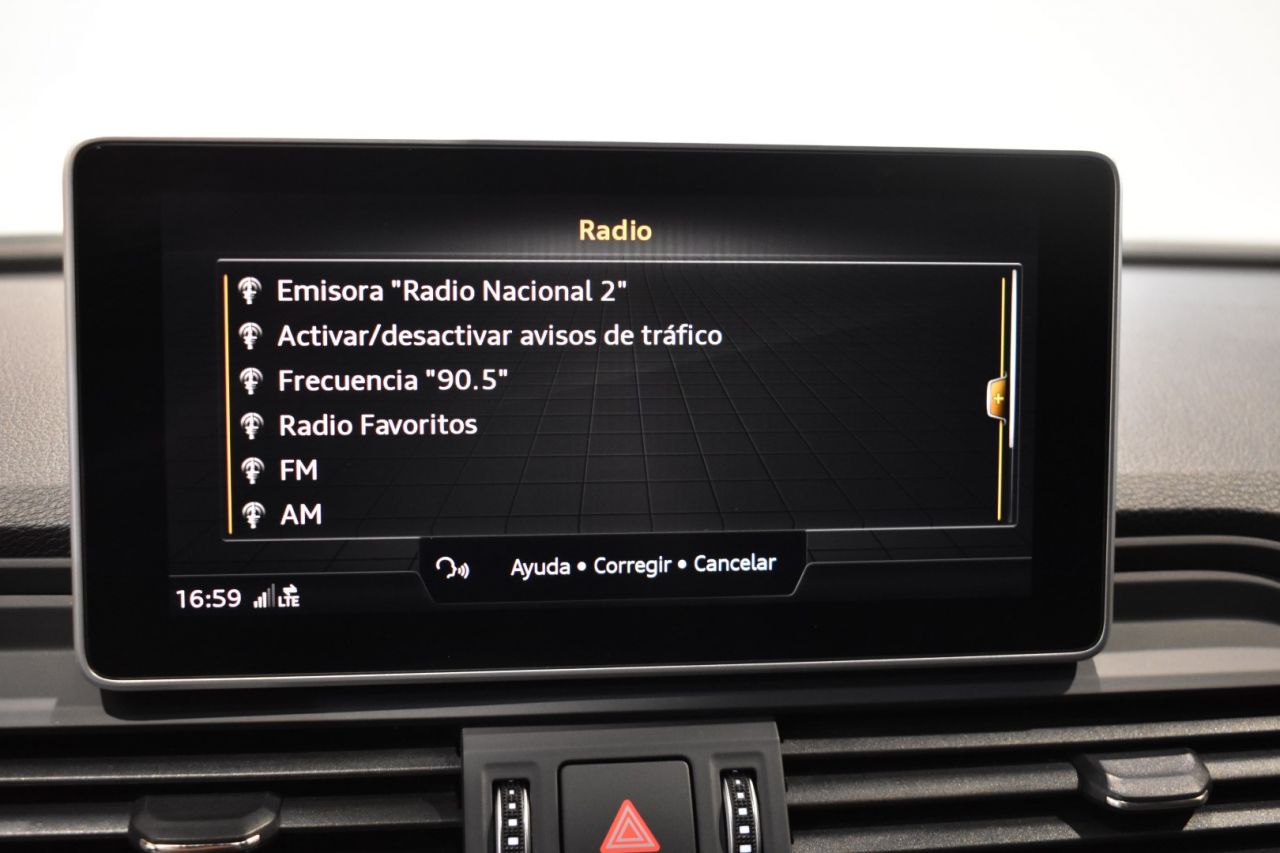 Radio
Emisora "Radio Nacional 2"
Activar/desactivar avisos de tráfico
Frecuencia "90.5"
Radio Favoritos
FM
AM
Ayuda • Corregir • Cancelar
16:59 LTE